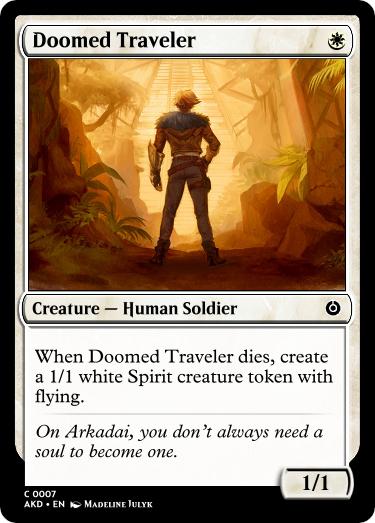 Doomed Traveler
Creature — Human Soldier
When Doomed Traveler dies, create
a 1/1 white Spirit creature token with
flying.
On Arkadai, you don't always need a
soul to become one.
1/1
C 0007
AKD • EN Madeline Julyk